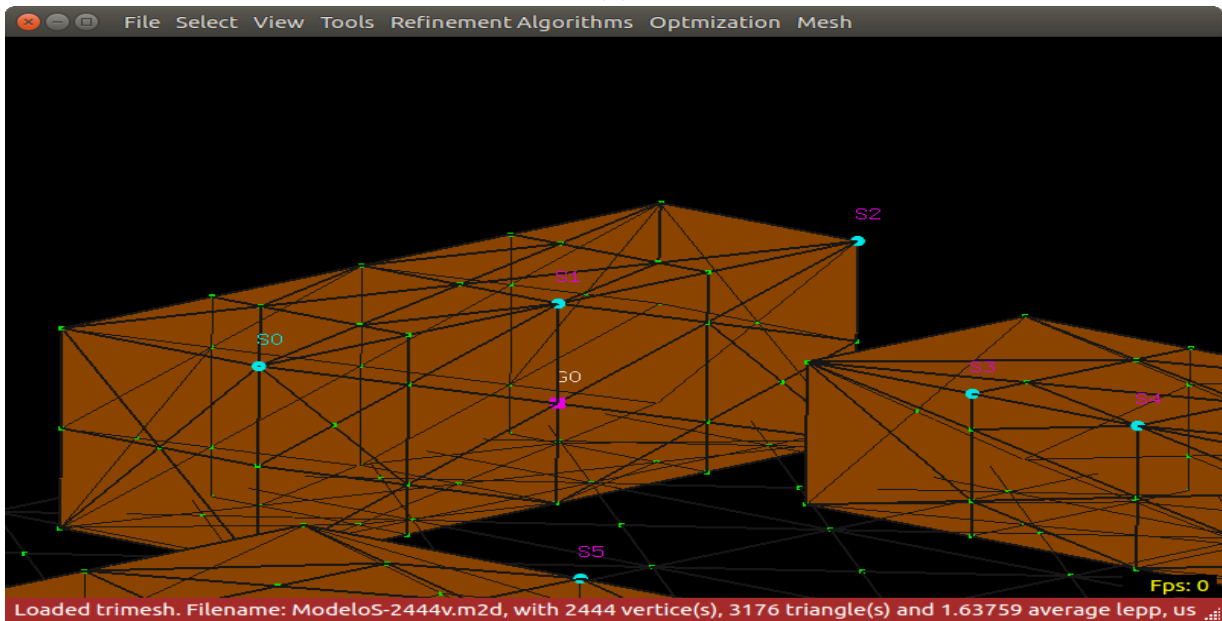 File Select View Tools Refinement Algorithms Optmization Mesh
S2
S1
S0
G0
S3
S4
S5
Fps: 0
Loaded trimesh. Filename: ModeloS-2444v.m2d, with 2444 vertice(s), 3176 triangle(s) and 1.63759 average lepp, us